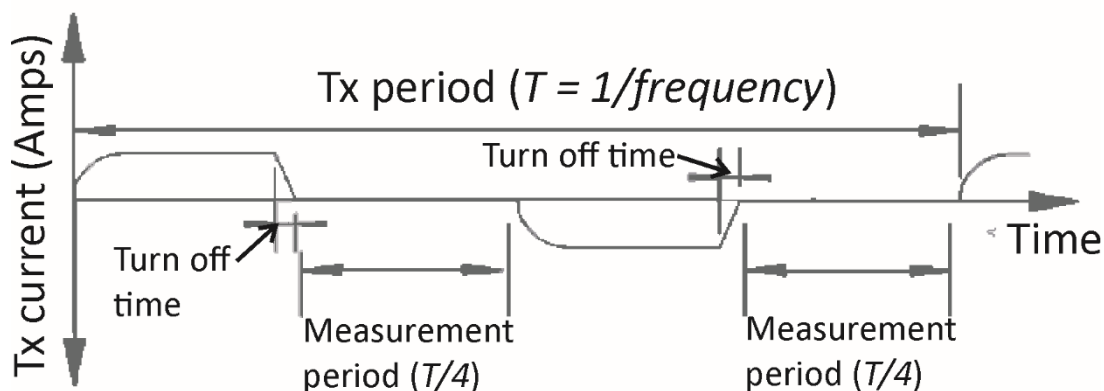 Tx current (Amps)
Tx period (T = 1/frequency)
Turn off time
Time
Turn off
time
Measurement
period (T/4)
Measurement
period (T/4)